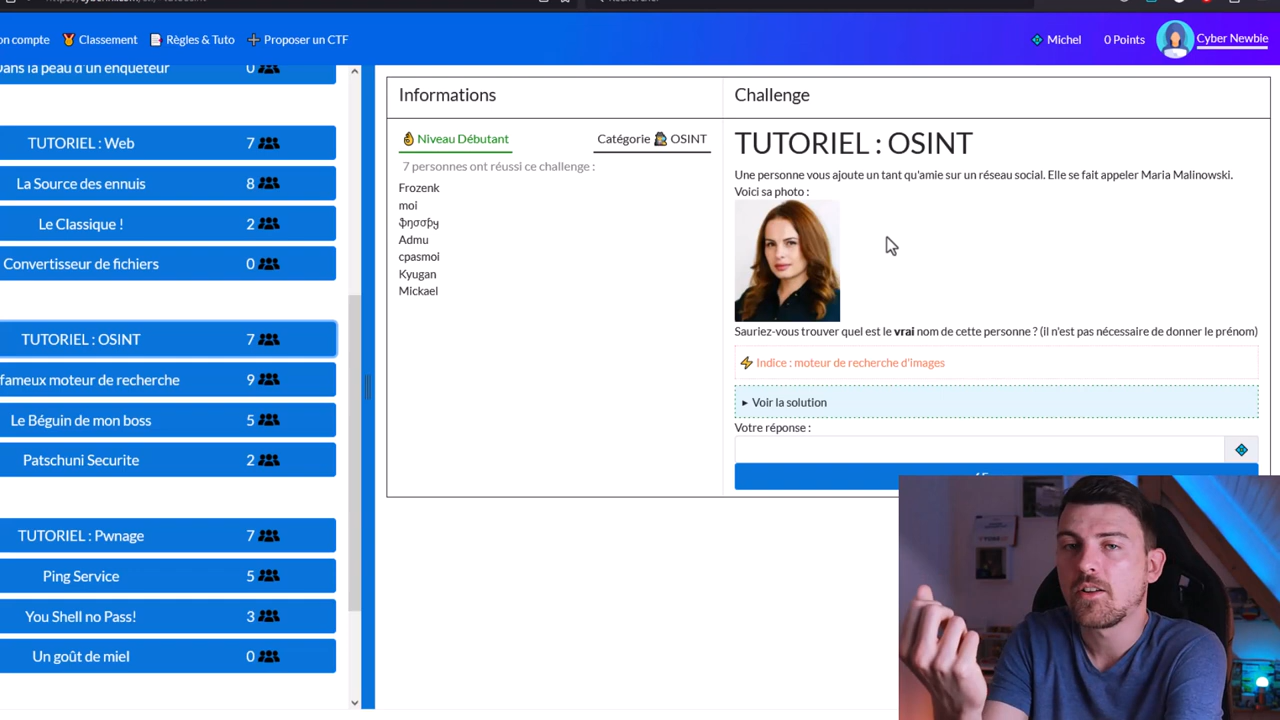 on compte
Classement
Règles & Tuto
Proposer un CTF
Michel
0 Points
Cyber Newbie
Dans la peau d'un enquêteur 0
TUTORIEL : Web 7
La Source des ennuis 8
Le Classique ! 2
Convertisseur de fichiers 0
TUTORIEL : OSINT 7
fameux moteur de recherche 9
Le Béguin de mon boss 5
Patschuni Securite 2
TUTORIEL : Pwnage 7
Ping Service 5
You Shell no Pass! 3
Un goût de miel 0
Informations
Niveau Débutant
Catégorie OSINT
7 personnes ont réussi ce challenge :
Frozenk
moi
Admu
cpasmoi
Kyugan
Mickael
Challenge
TUTORIEL : OSINT
Une personne vous ajoute un tant qu'amie sur un réseau social. Elle se fait appeler Maria Malinowski.
Voici sa photo :
Sauriez-vous trouver quel est le vrai nom de cette personne ? (il n'est pas nécessaire de donner le prénom)
Indice : moteur de recherche d'images
▸ Voir la solution
Votre réponse :